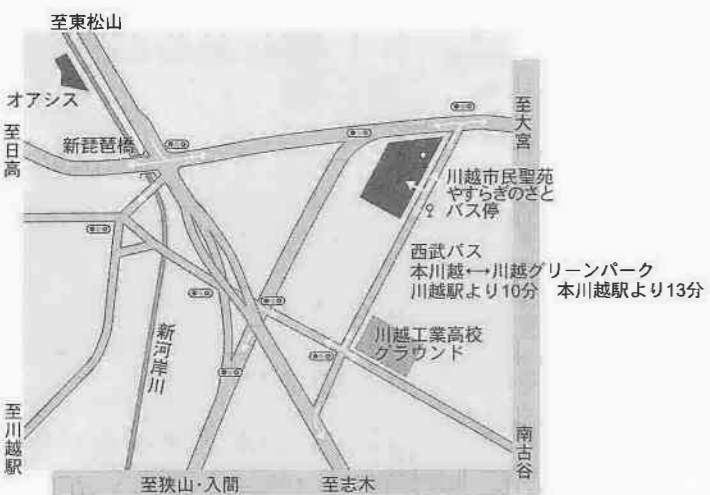 至東松山
オアシス
至日高
新琵琶橋
至大宮
川越市民聖苑
やすらぎのさと
バス停
西武バス
本川越↔川越グリーンパーク
川越駅より10分 本川越駅より13分
川越工業高校
グラウンド
新河岸川
至川越駅
南古谷
至狭山・入間
至志木